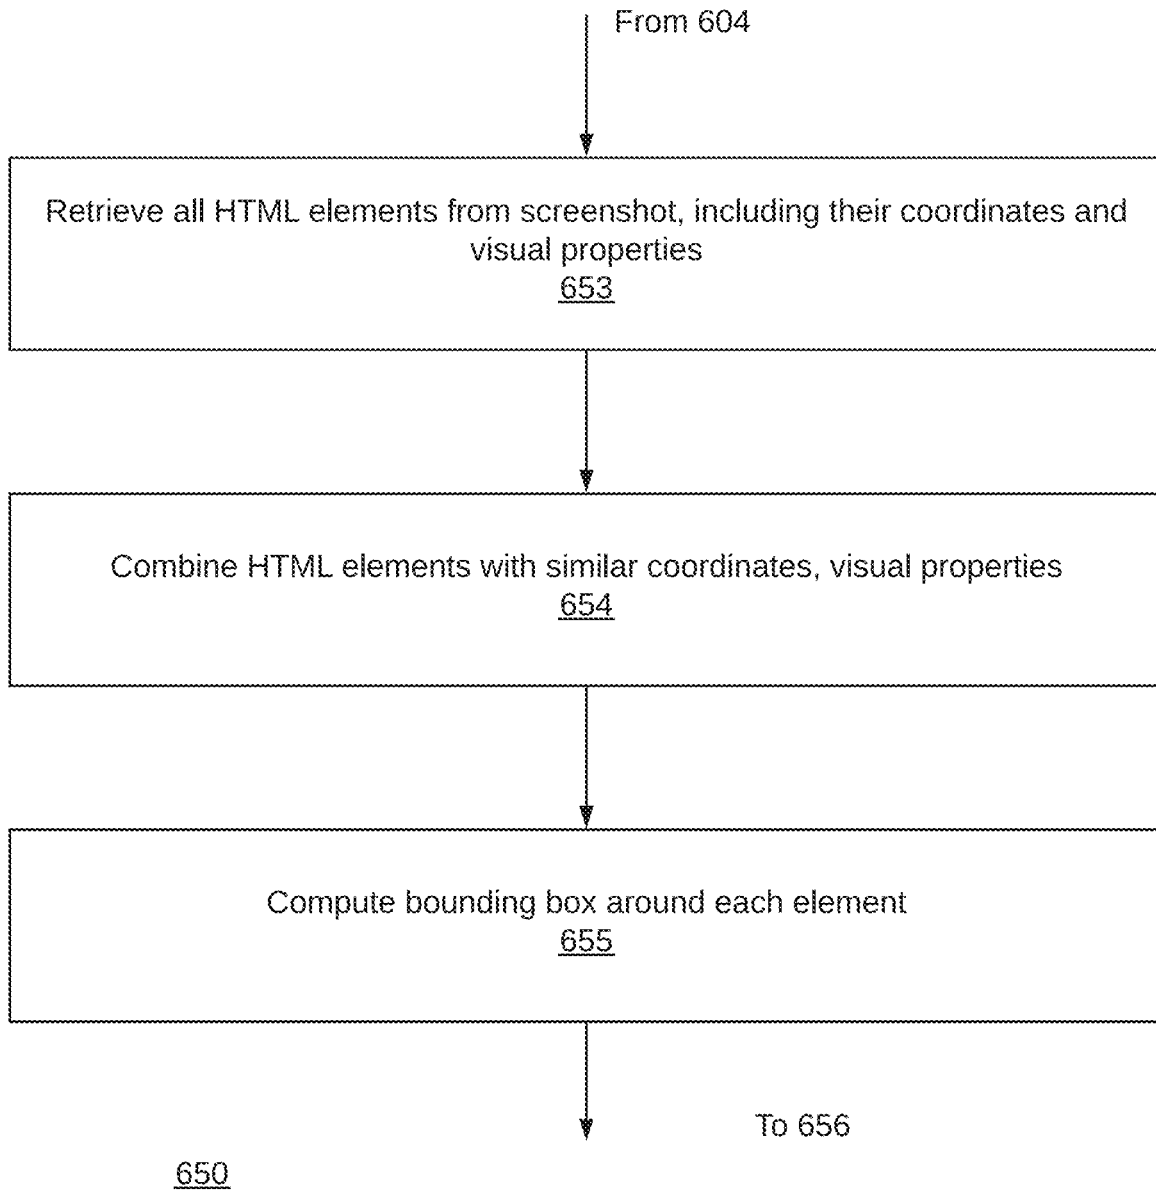 From 604
Retrieve all HTML elements from screenshot, including their coordinates and
visual properties
653
Combine HTML elements with similar coordinates, visual properties
654
Compute bounding box around each element
655
To 656
650